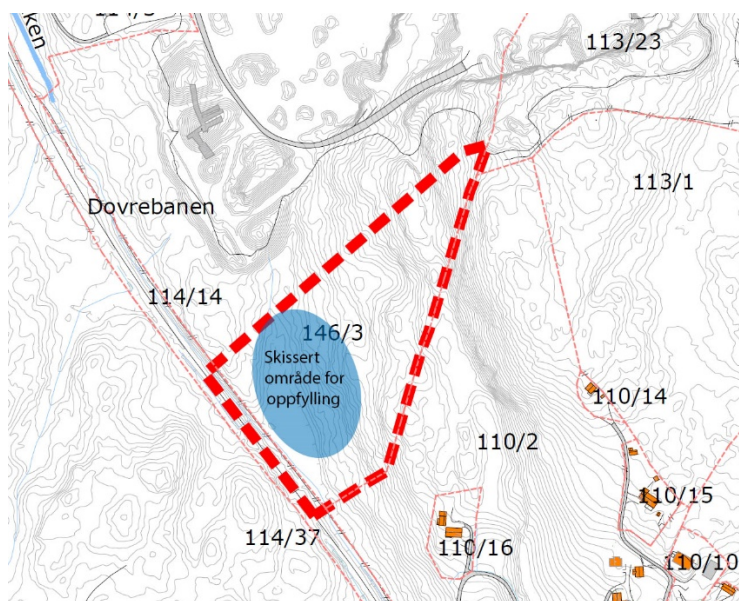 ken
113/23
113/1
Dovrebanen
114/14
146/3
Skissert
område for
oppfylling
110/14
110/2
110/15
114/37
110/16
110/10